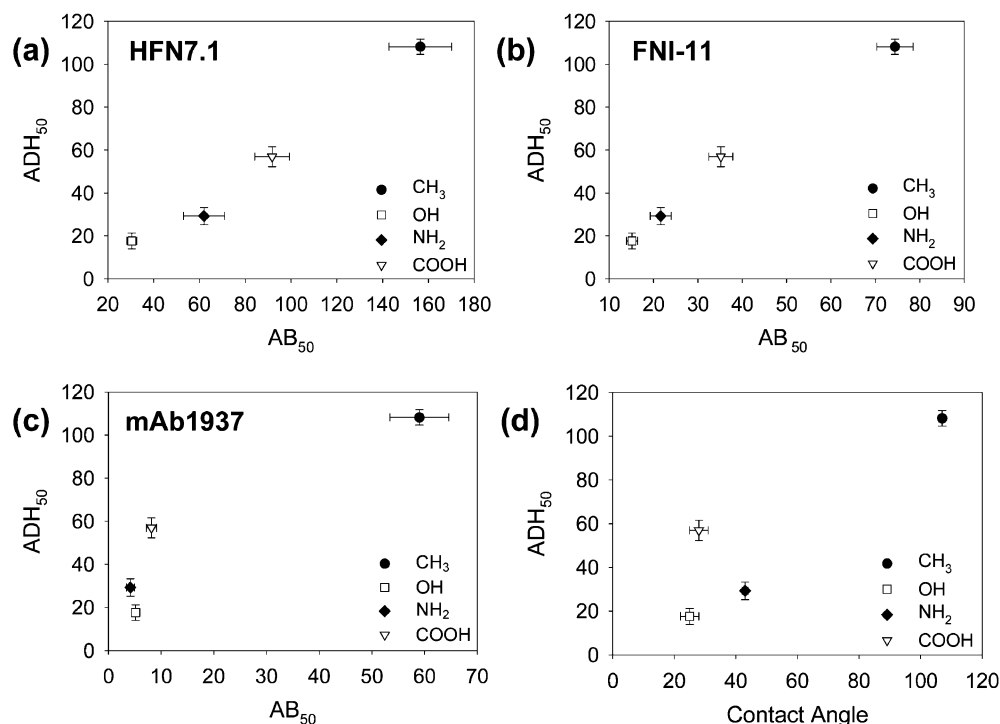 (a)
HFN7.1
ADH50
120
100
80
60
40
20
0
CH3
OH
NH2
COOH
20 40 60 80 100 120 140 160 180
AB50
(b)
FNI-11
ADH50
120
100
80
60
40
20
0
CH3
OH
NH2
COOH
10 20 30 40 50 60 70 80 90
AB50
(c)
mAb1937
ADH50
120
100
80
60
40
20
0
CH3
OH
NH2
COOH
0 10 20 30 40 50 60 70
AB50
(d)
ADH50
120
100
80
60
40
20
0
CH3
OH
NH2
COOH
0 20 40 60 80 100 120
Contact Angle